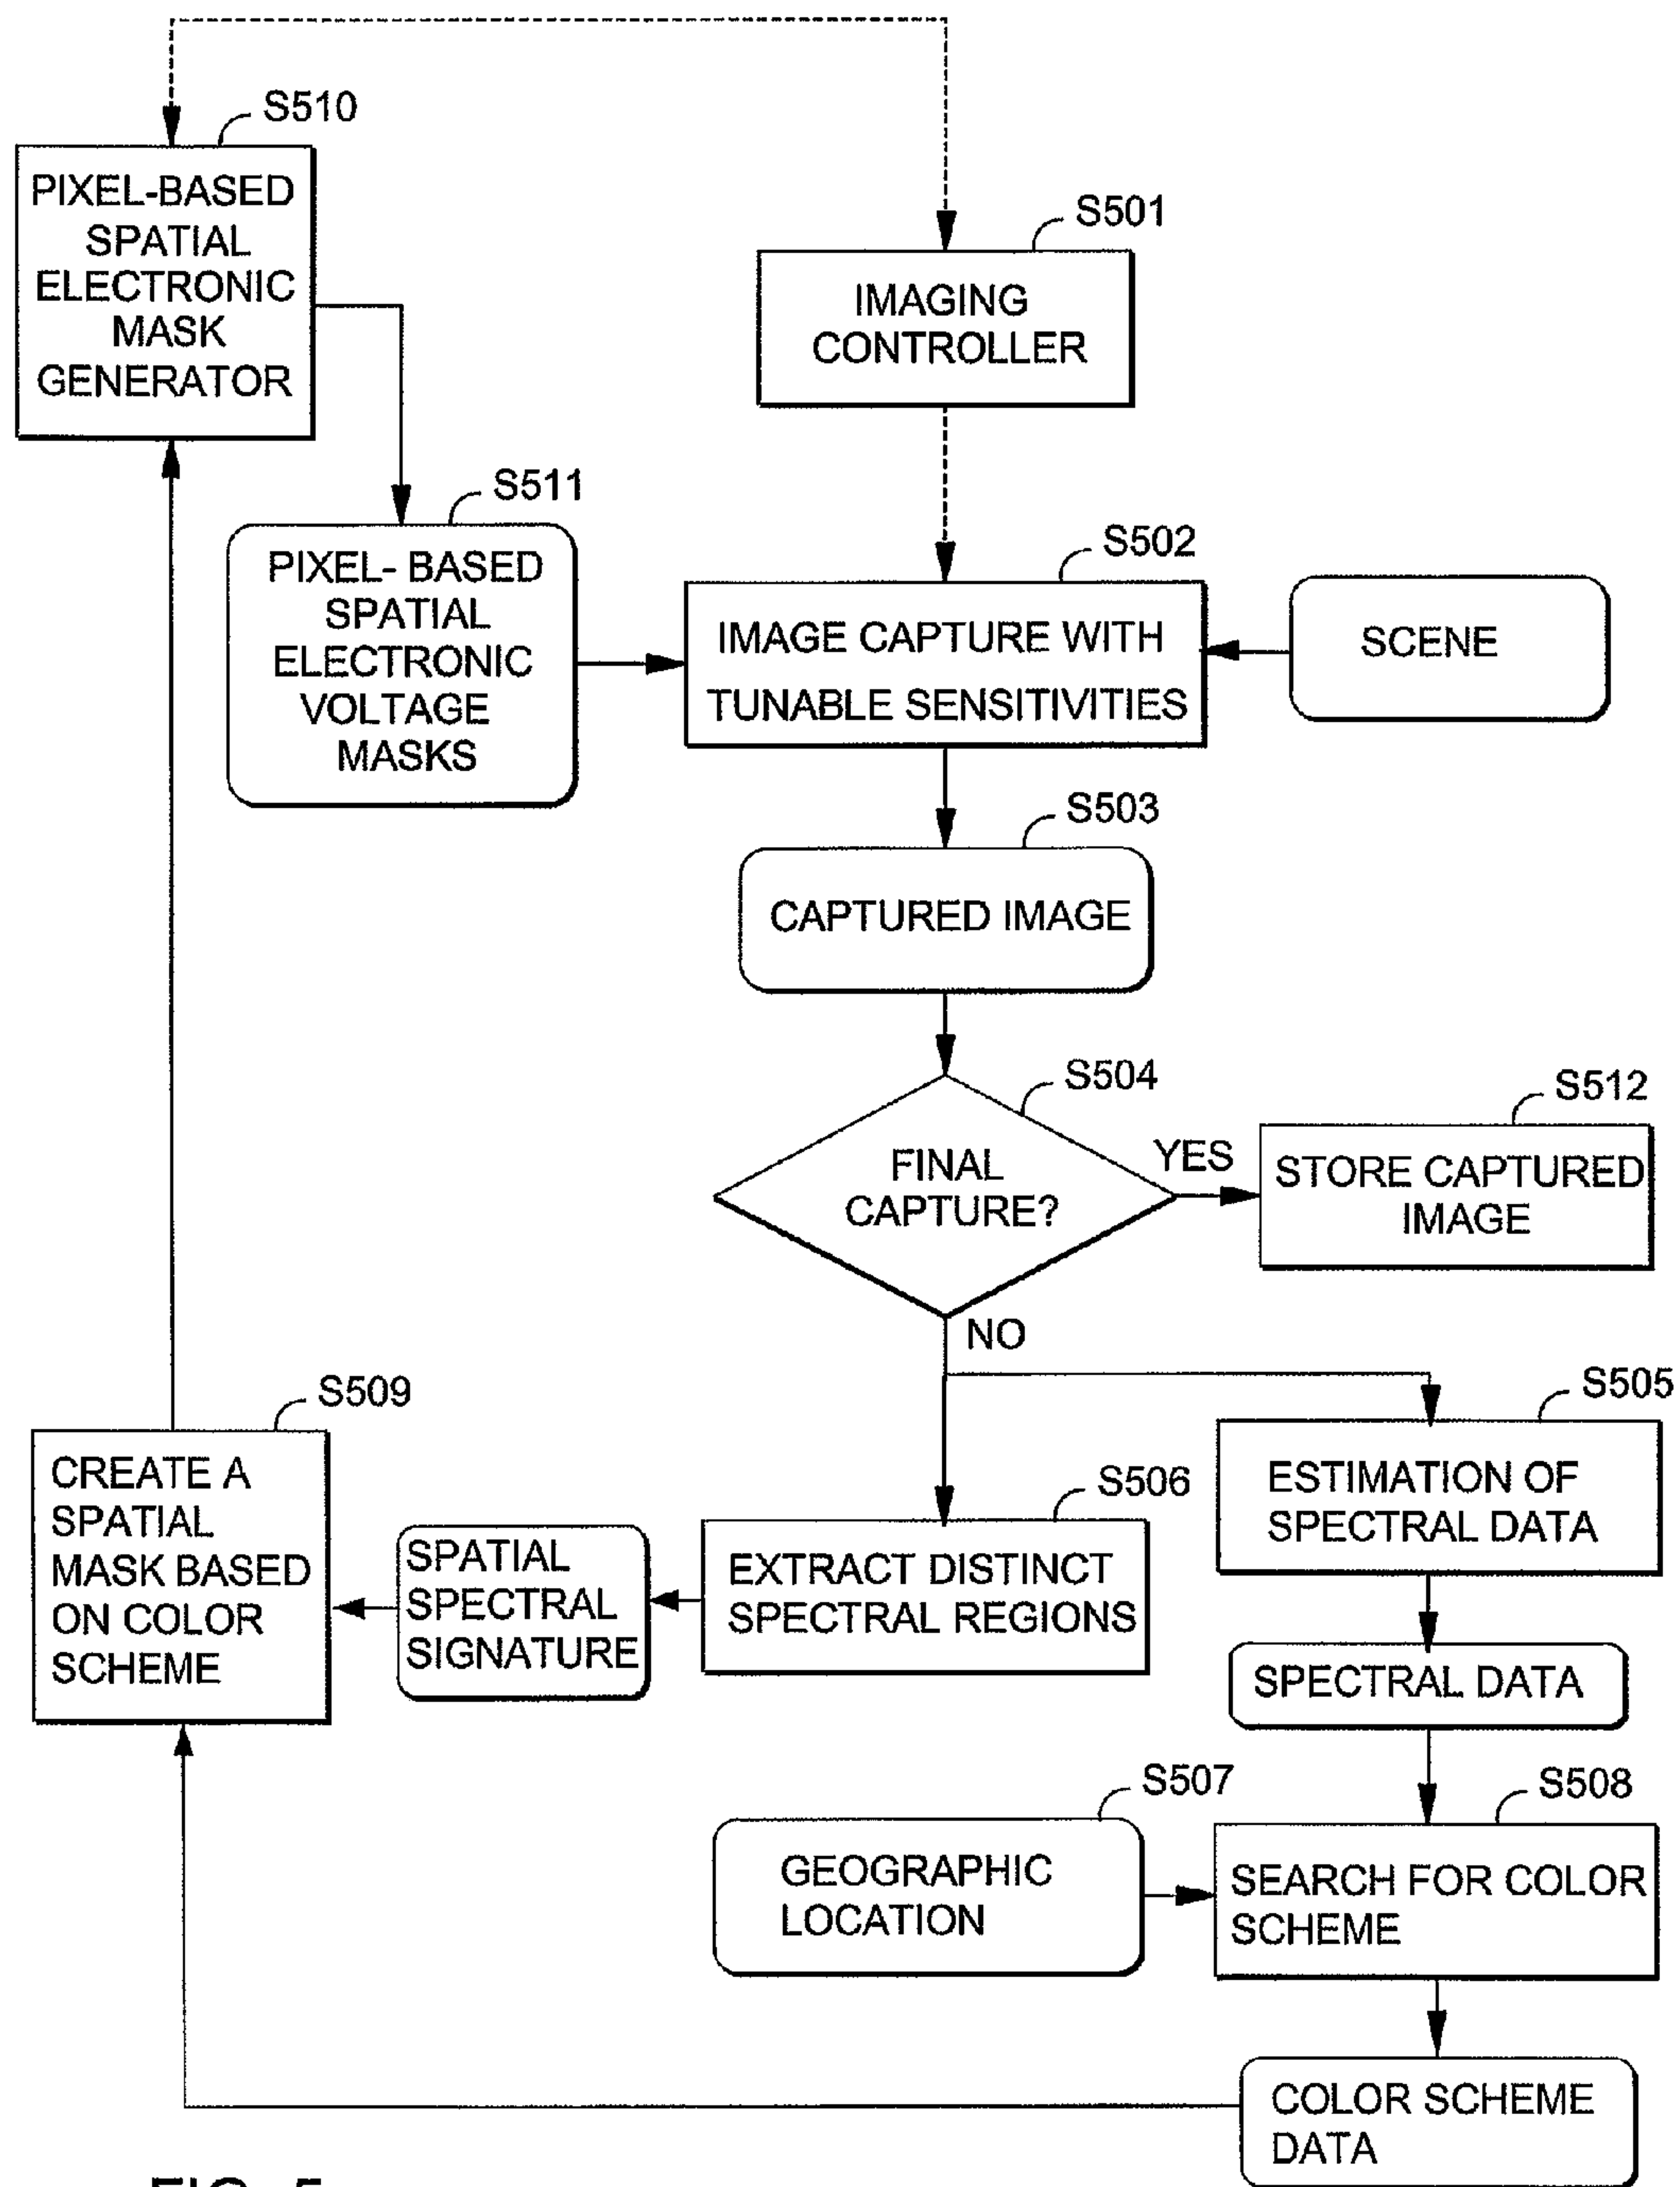 S510
PIXEL-BASED
SPATIAL
ELECTRONIC
MASK
GENERATOR
S501
IMAGING
CONTROLLER
S511
PIXEL- BASED
SPATIAL
ELECTRONIC
VOLTAGE
MASKS
S502
IMAGE CAPTURE WITH
TUNABLE SENSITIVITIES
SCENE
S503
CAPTURED IMAGE
S504
FINAL
CAPTURE?
YES
S512
STORE CAPTURED
IMAGE
NO
S505
ESTIMATION OF
SPECTRAL DATA
S509
CREATE A
SPATIAL
MASK BASED
ON COLOR
SCHEME
SPATIAL
SPECTRAL
SIGNATURE
S506
EXTRACT DISTINCT
SPECTRAL REGIONS
SPECTRAL DATA
S507
GEOGRAPHIC
LOCATION
S508
SEARCH FOR COLOR
SCHEME
COLOR SCHEME
DATA
FIG. 5